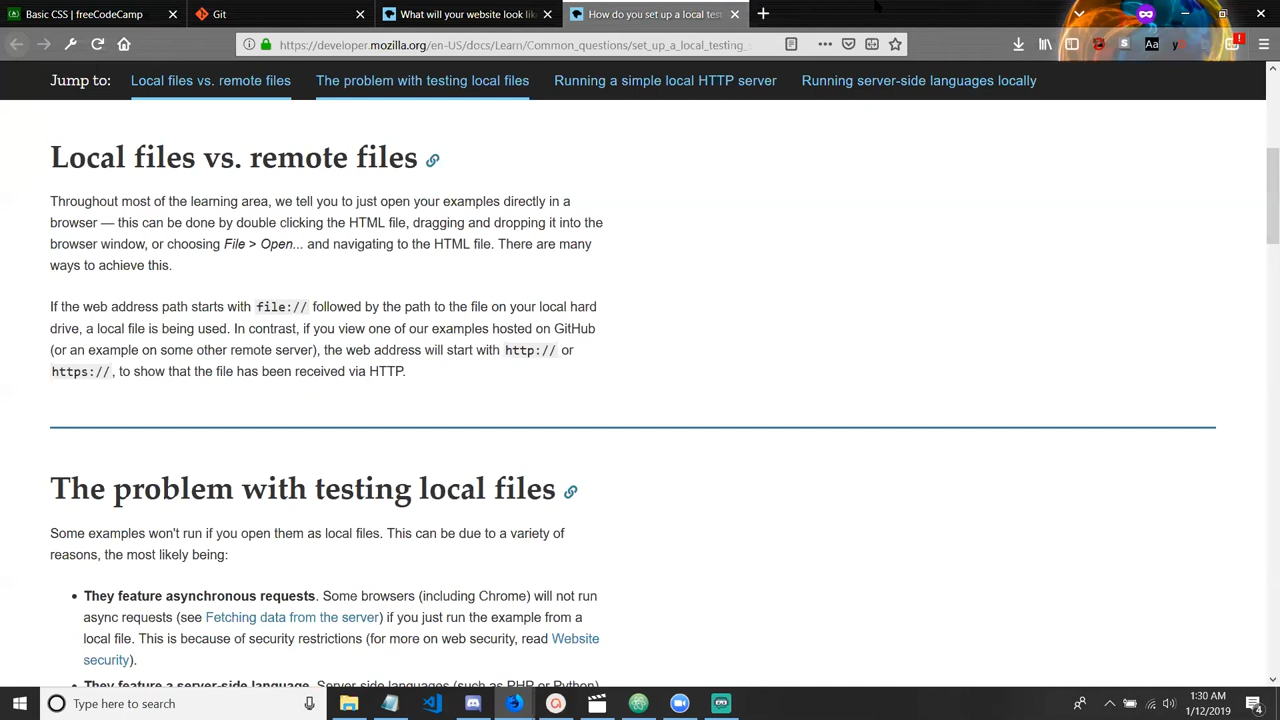 Basic CSS | freeCodeCamp
Git
What will your website look lik
How do you set up a local test
https://developer.mozilla.org/en-US/docs/Learn/Common_questions/set_up_a_local_testing_s
Jump to: Local files vs. remote files The problem with testing local files Running a simple local HTTP server Running server-side languages locally
Local files vs. remote files
Throughout most of the learning area, we tell you to just open your examples directly in a
browser — this can be done by double clicking the HTML file, dragging and dropping it into the
browser window, or choosing File > Open... and navigating to the HTML file. There are many
ways to achieve this.
If the web address path starts with file:// followed by the path to the file on your local hard
drive, a local file is being used. In contrast, if you view one of our examples hosted on GitHub
(or an example on some other remote server), the web address will start with http:// or
https://, to show that the file has been received via HTTP.
The problem with testing local files
Some examples won't run if you open them as local files. This can be due to a variety of
reasons, the most likely being:
• They feature asynchronous requests. Some browsers (including Chrome) will not run
async requests (see Fetching data from the server) if you just run the example from a
local file. This is because of security restrictions (for more on web security, read Website
security).
• They feature a server-side language. Server-side languages (such as PHP or Python)
Type here to search
1:30 AM
1/12/2019
4